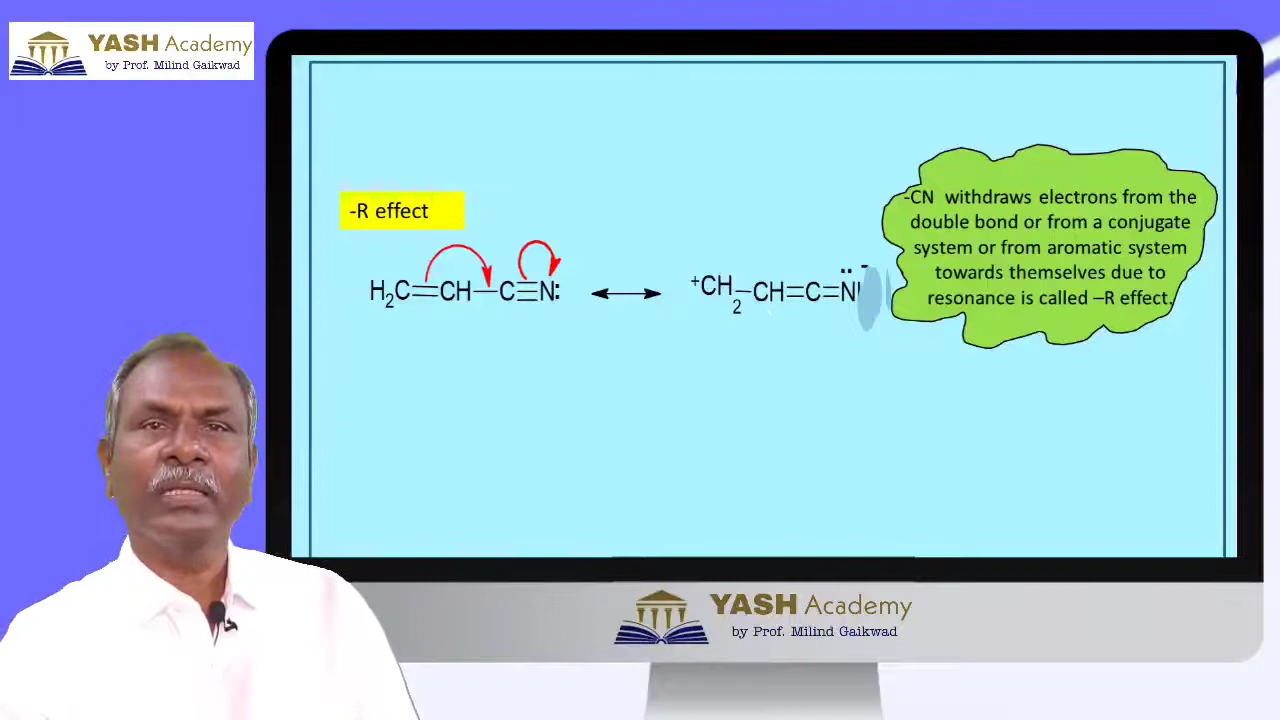 YASH Academy
by Prof. Milind Gaikwad
-R effect
H₂C=CH—C≡N:
⁺CH₂—CH=C=N
-CN withdraws electrons from the
double bond or from a conjugate
system or from aromatic system
towards themselves due to
resonance is called –R effect.
YASH Academy
by Prof. Milind Gaikwad